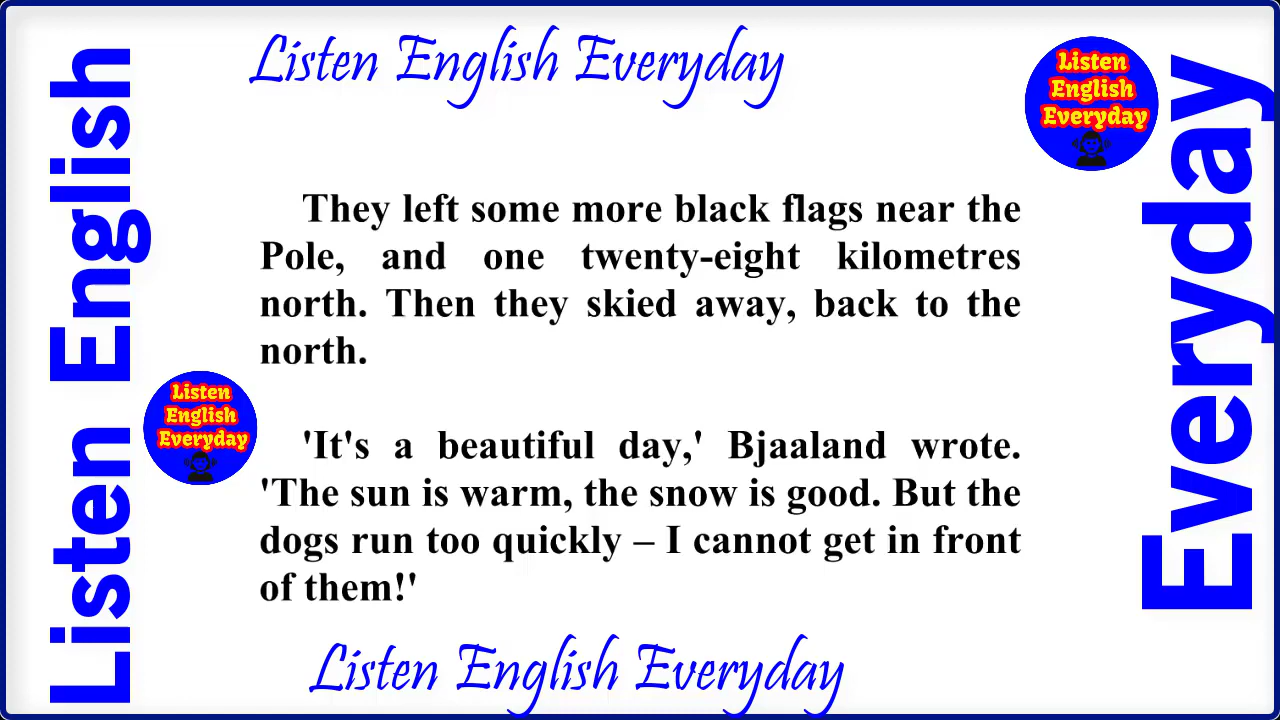 Listen English Everyday
Listen
English
Everyday
Listen English
Everyday
They left some more black flags near the
Pole, and one twenty-eight kilometres
north. Then they skied away, back to the
north.
Listen
English
Everyday
'It's a beautiful day,' Bjaaland wrote.
'The sun is warm, the snow is good. But the
dogs run too quickly – I cannot get in front
of them!'
Listen English Everyday